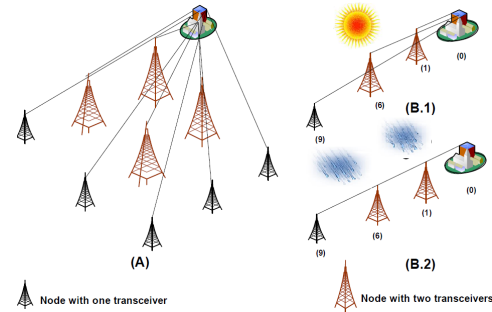 (0)
(1)
(6)
(B.1)
(9)
(0)
(1)
(6)
(9)
(A)
(B.2)
Node with one transceiver
Node with two transceivers